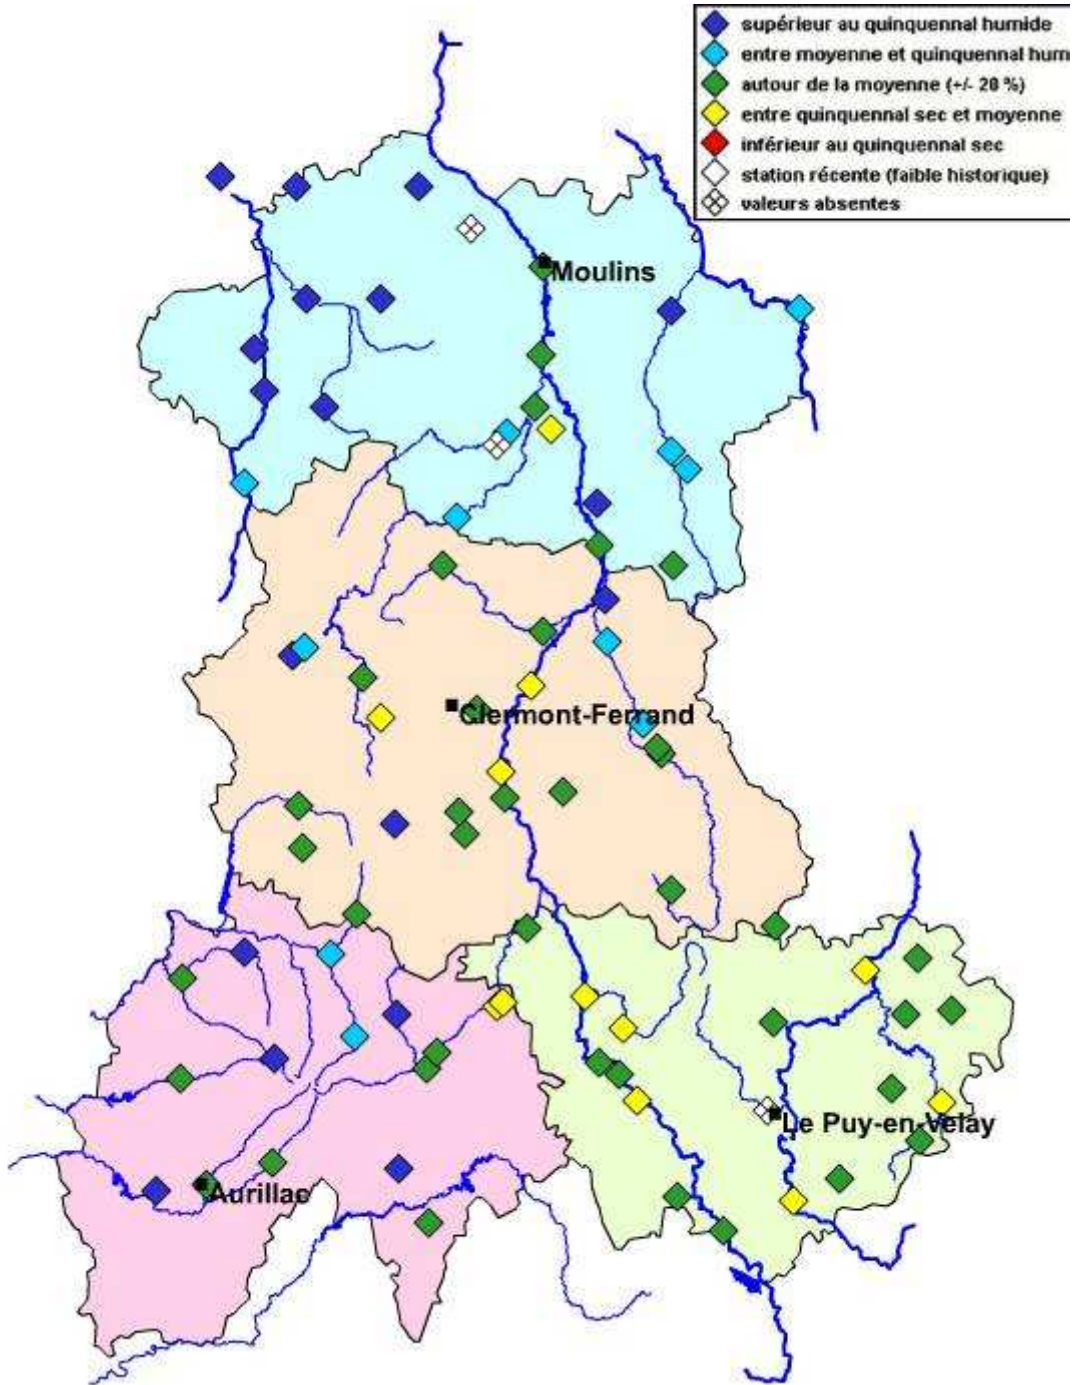 supérieur au quinquennal humide
entre moyenne et quinquennal hum
autour de la moyenne (+/- 20 %)
entre quinquennal sec et moyenne
inférieur au quinquennal sec
station récente (faible historique)
valeurs absentes
Moulins
Clermont-Ferrand
Le Puy-en-Velay
Aurillac